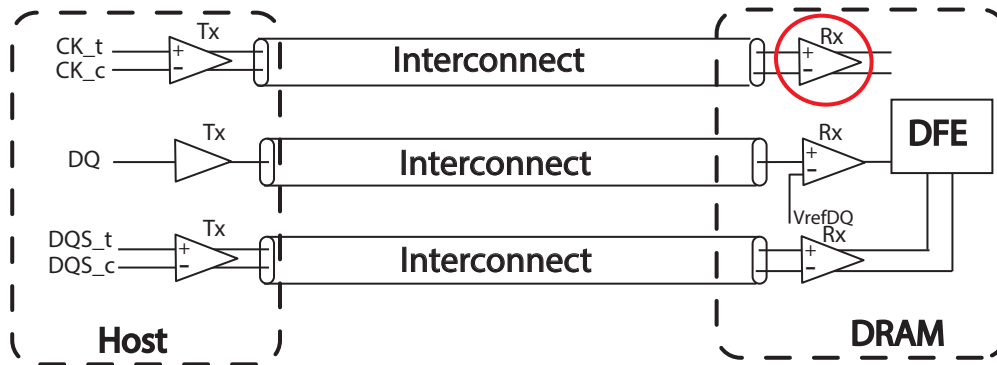 Tx
CK_t
CK_c
+
−
Interconnect
Rx
+
−
Tx
DQ
Interconnect
Rx
+
−
DFE
VrefDQ
Tx
DQS_t
DQS_c
+
−
Interconnect
Rx
+
−
Host
DRAM